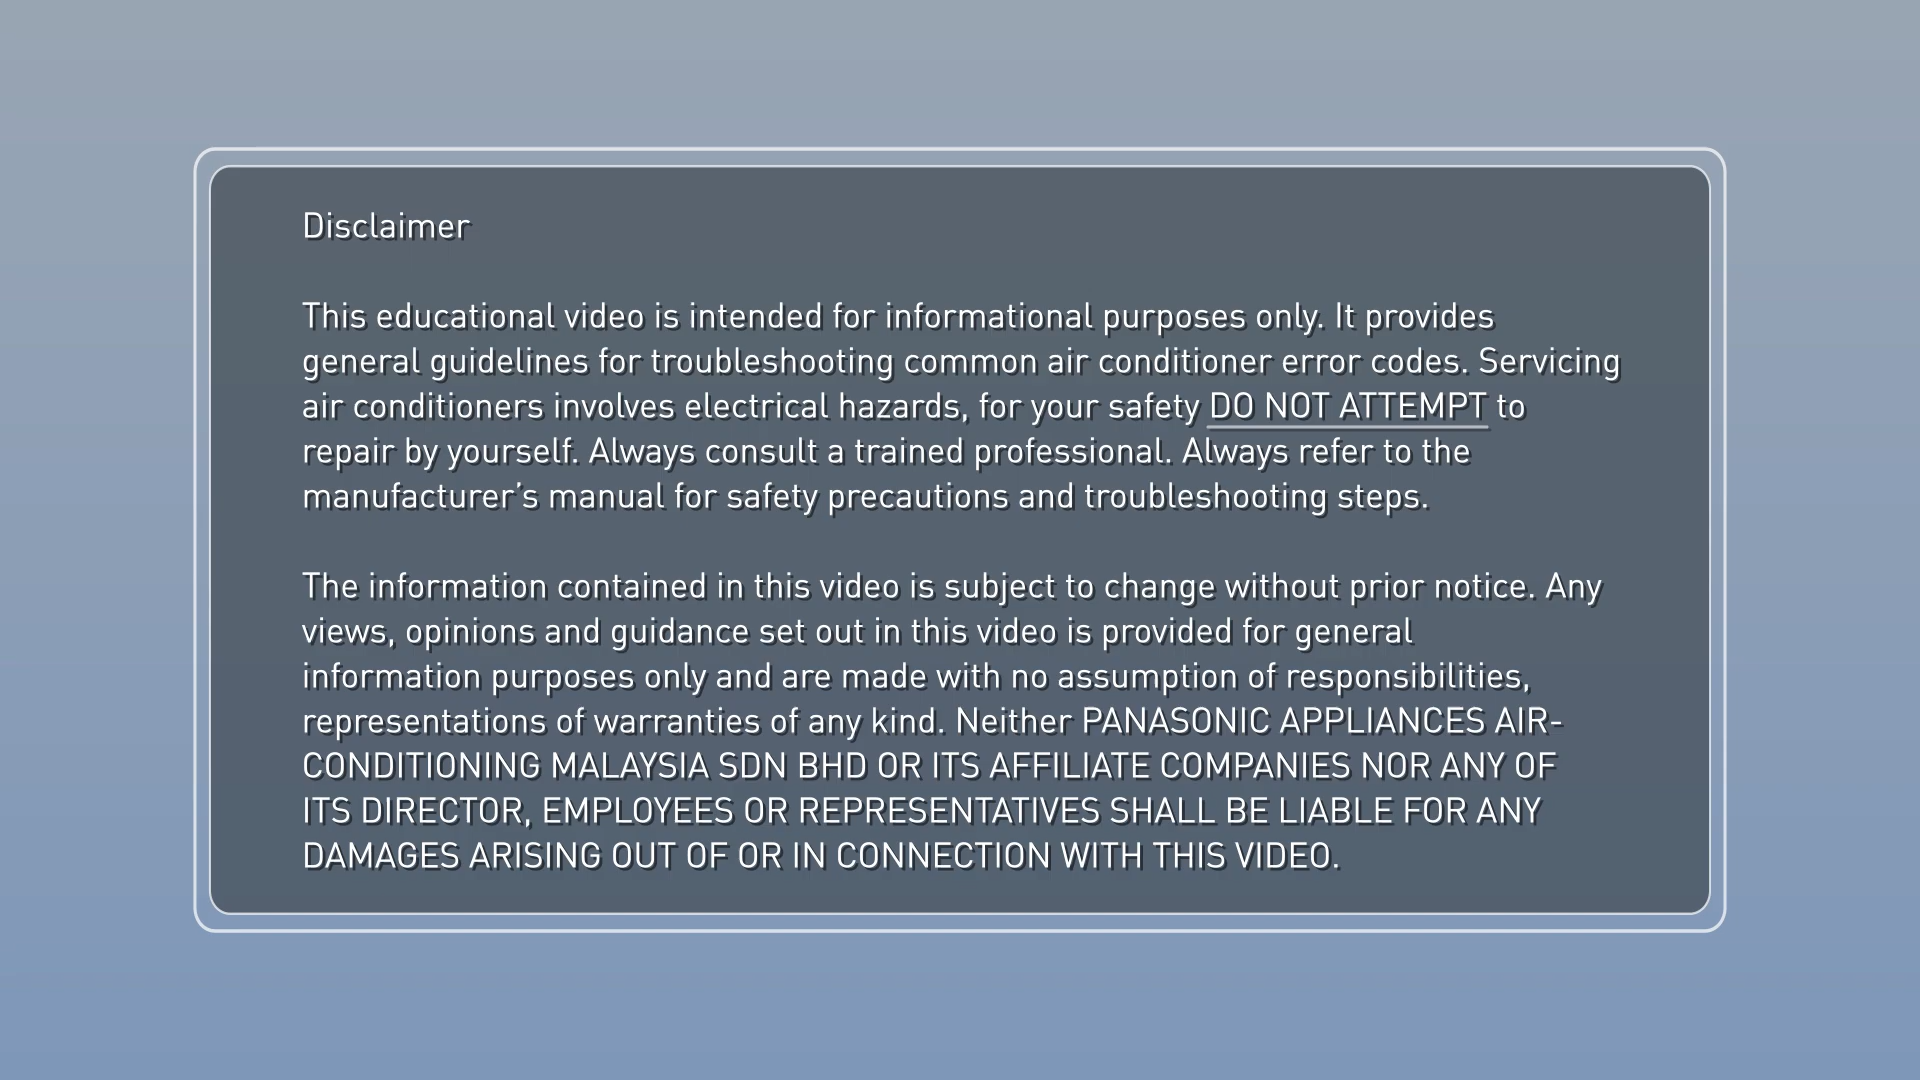 Disclaimer
This educational video is intended for informational purposes only. It provides
general guidelines for troubleshooting common air conditioner error codes. Servicing
air conditioners involves electrical hazards, for your safety DO NOT ATTEMPT to
repair by yourself. Always consult a trained professional. Always refer to the
manufacturer’s manual for safety precautions and troubleshooting steps.
The information contained in this video is subject to change without prior notice. Any
views, opinions and guidance set out in this video is provided for general
information purposes only and are made with no assumption of responsibilities,
representations of warranties of any kind. Neither PANASONIC APPLIANCES AIR-
CONDITIONING MALAYSIA SDN BHD OR ITS AFFILIATE COMPANIES NOR ANY OF
ITS DIRECTOR, EMPLOYEES OR REPRESENTATIVES SHALL BE LIABLE FOR ANY
DAMAGES ARISING OUT OF OR IN CONNECTION WITH THIS VIDEO.